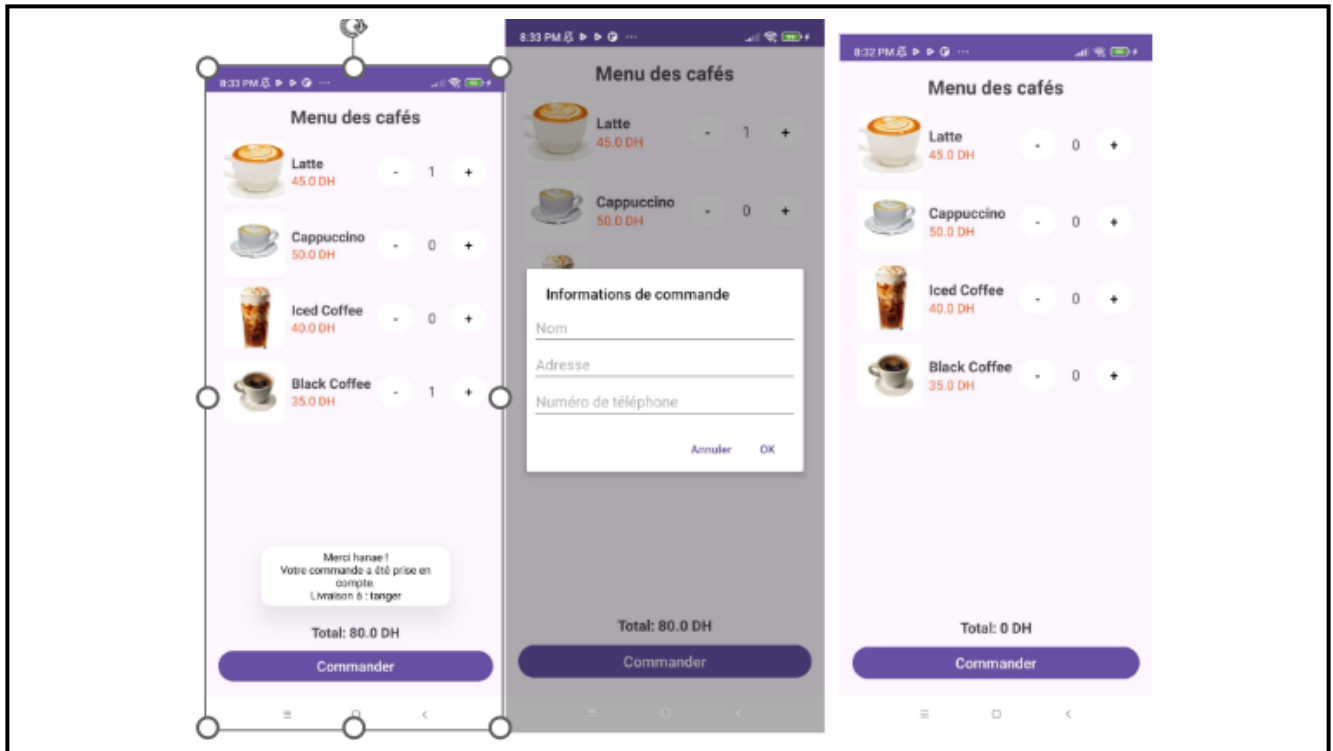 8:33 PM
Menu des cafés
Latte
45.0 DH
-
1
+
Cappuccino
50.0 DH
-
0
+
Iced Coffee
40.0 DH
-
0
+
Black Coffee
35.0 DH
-
1
+
Merci hanae !
Votre commande a été prise en
compte.
Livraison à : tanger
Total: 80.0 DH
Commander
8:33 PM
Menu des cafés
Latte
45.0 DH
-
1
+
Cappuccino
50.0 DH
-
0
+
Informations de commande
Nom
Adresse
Numéro de téléphone
Annuler
OK
Total: 80.0 DH
Commander
8:32 PM
Menu des cafés
Latte
45.0 DH
-
0
+
Cappuccino
50.0 DH
-
0
+
Iced Coffee
40.0 DH
-
0
+
Black Coffee
35.0 DH
-
0
+
Total: 0 DH
Commander